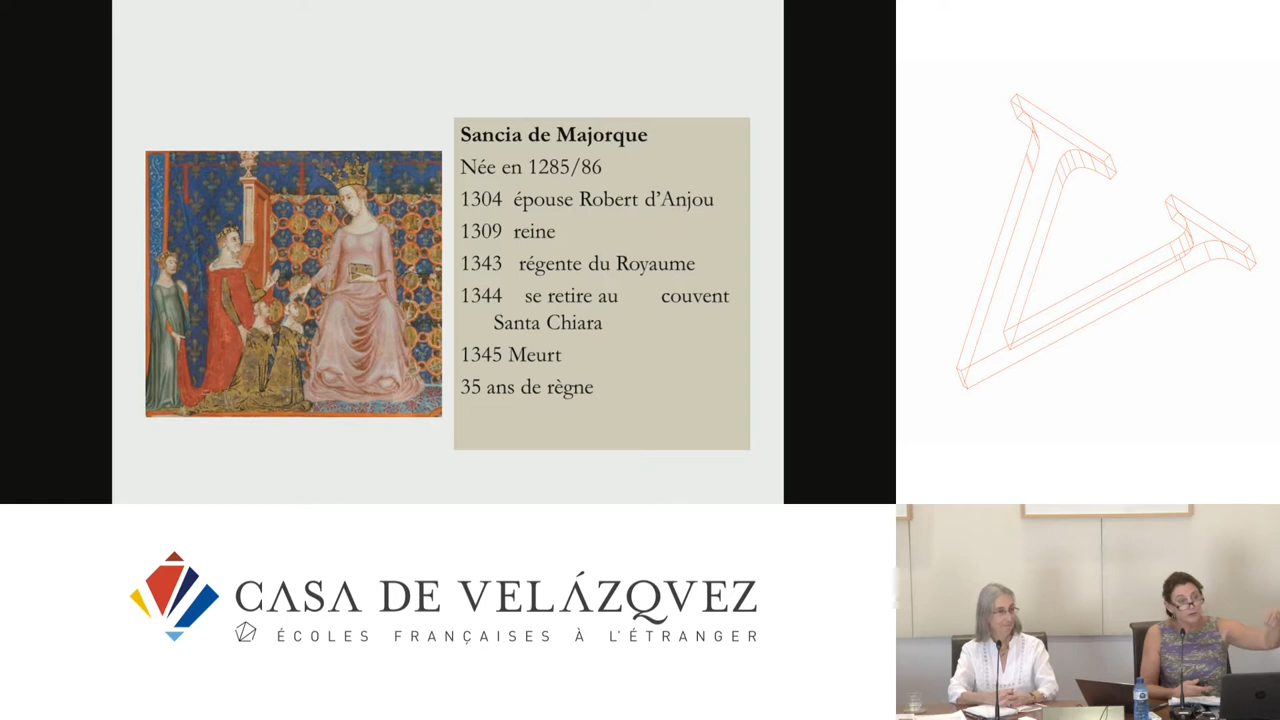 Sancia de Majorque
Née en 1285/86
1304 épouse Robert d'Anjou
1309 reine
1343 régente du Royaume
1344 se retire au couvent
Santa Chiara
1345 Meurt
35 ans de règne
CASA DE VELÁZQVEZ
ÉCOLES FRANÇAISES À L'ÉTRANGER